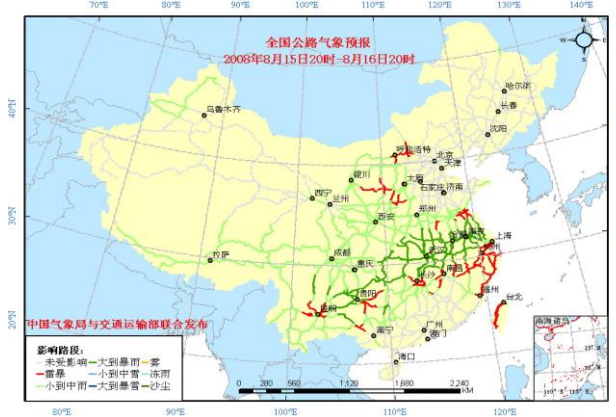 70°E 80°E 90°E 100°E 110°E 120°E 130°E 140°E
全国公路气象预报
2008年8月15日20时-8月16日20时
W
E
S
40°N
30°N
20°N
哈尔滨
长春
乌鲁木齐
沈阳
呼和浩特
北京
天津
银川
太原
石家庄
济南
西宁
兰州
西安
郑州
上海
拉萨
成都
重庆
武汉
南昌
长沙
贵阳
福州
台北
昆明
南宁
广州
澳门
海口
中国气象局与交通运输部联合发布
影响路段:
未受影响 大到暴雨 雾
雷暴 小到中雪 冻雨
小到中雨 大到暴雪 沙尘
0 280 560 1,120 1,680 2,240
KM
南海诸岛
80°E 90°E 100°E 110°E 120°E